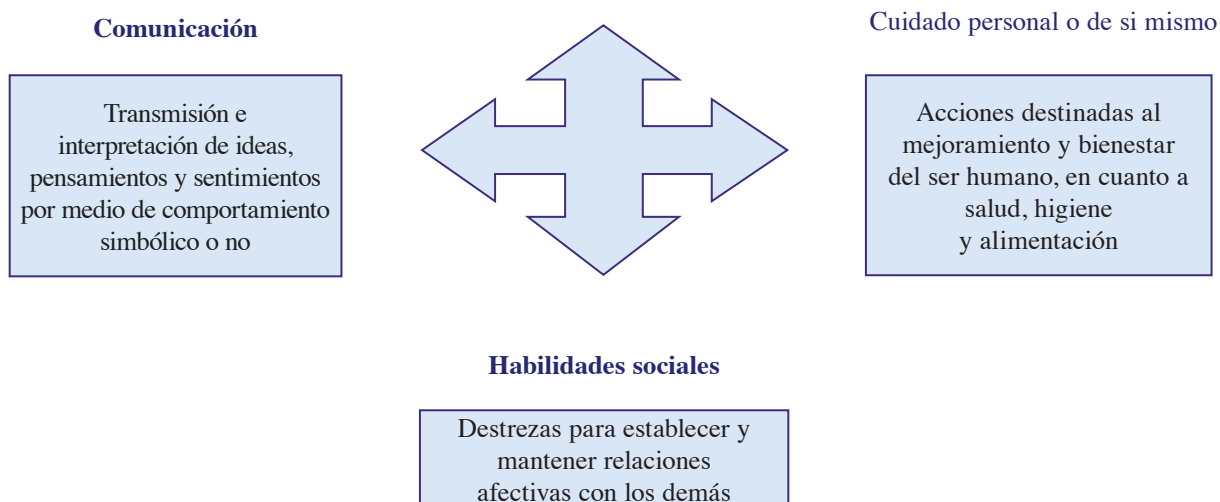 Comunicación
Transmisión e
interpretación de ideas,
pensamientos y sentimientos
por medio de comportamiento
simbólico o no
Cuidado personal o de si mismo
Acciones destinadas al
mejoramiento y bienestar
del ser humano, en cuanto a
salud, higiene
y alimentación
Habilidades sociales
Destrezas para establecer y
mantener relaciones
afectivas con los demás